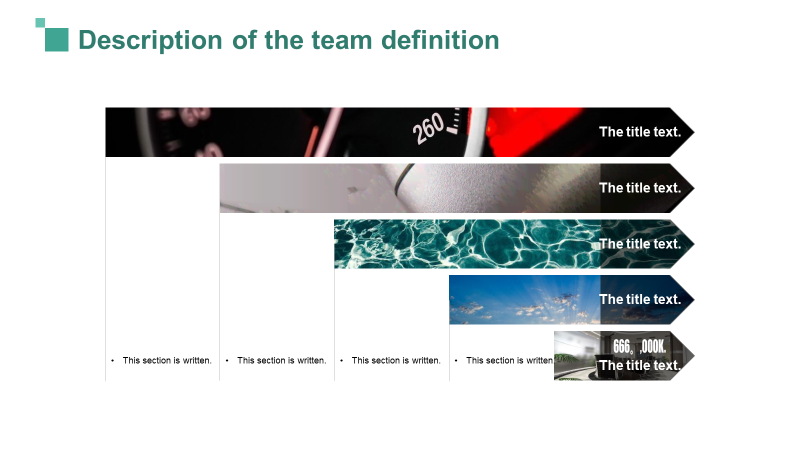 Description of the team definition
260
The title text.
The title text.
The title text.
The title text.
666。,000K.
The title text.
• This section is written.
• This section is written.
• This section is written.
• This section is written.